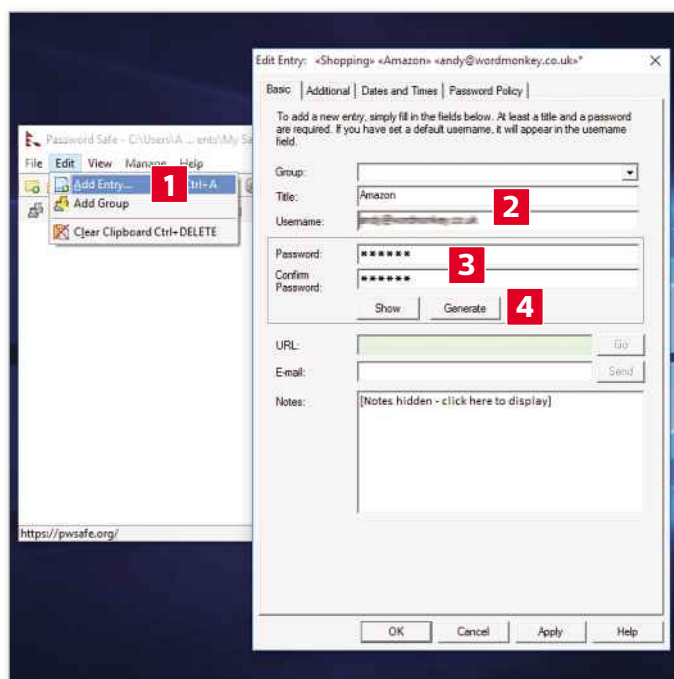 Edit Entry: «Shopping» «Amazon» «andy@wordmonkey.co.uk»*
Basic
Additional
Dates and Times
Password Policy
To add a new entry, simply fill in the fields below. At least a title and a password
are required. If you have set a default username, it will appear in the username
field.
Password Safe - C:\Users\A ... ents\My Sa
File Edit View Manage Help
Add Entry... Ctrl+A
1
Add Group
Clear Clipboard Ctrl+DELETE
Group:
Title: Amazon
2
Username:
Password: ******
3
Confirm
Password: ******
Show Generate
4
URL: Go
E-mail: Send
Notes: [Notes hidden - click here to display]
https://pwsafe.org/
OK Cancel Apply Help